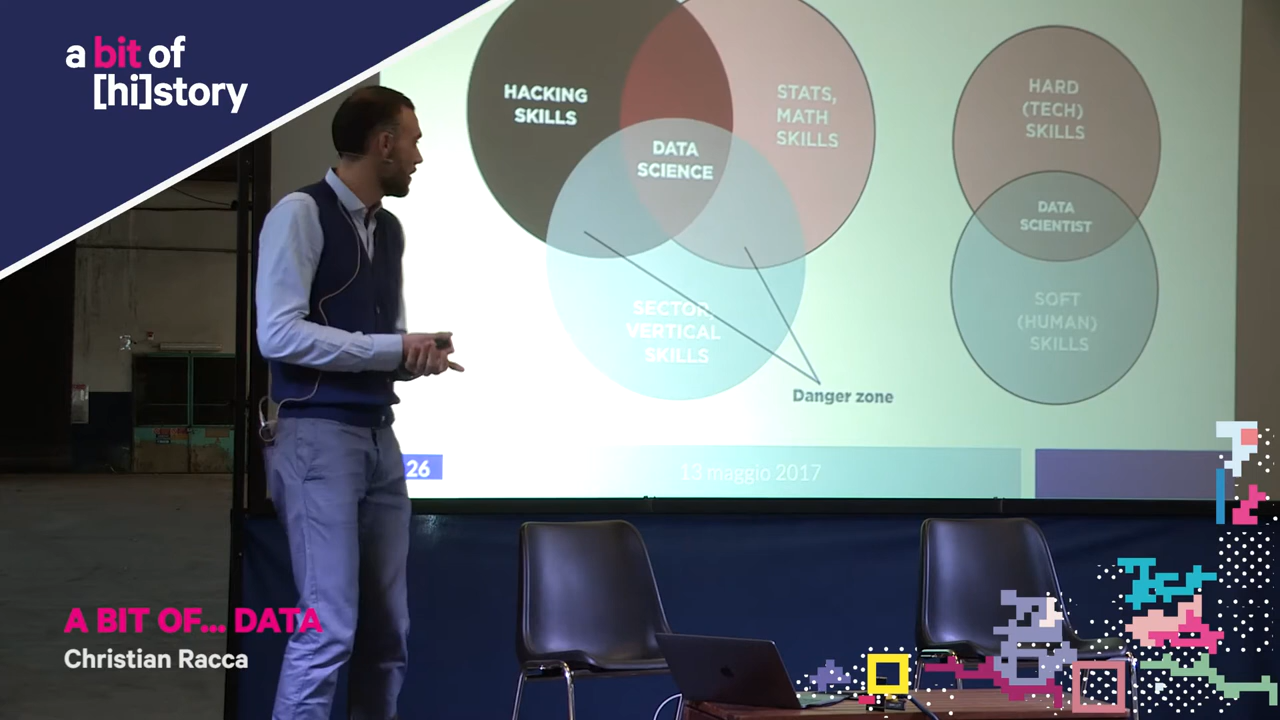 a bit of
[hi]story
HACKING
SKILLS
STATS,
MATH
SKILLS
DATA
SCIENCE
SECTOR,
VERTICAL
SKILLS
Danger zone
HARD
(TECH)
SKILLS
DATA
SCIENTIST
SOFT
(HUMAN)
SKILLS
26
13 maggio 2017
A BIT OF... DATA
Christian Racca